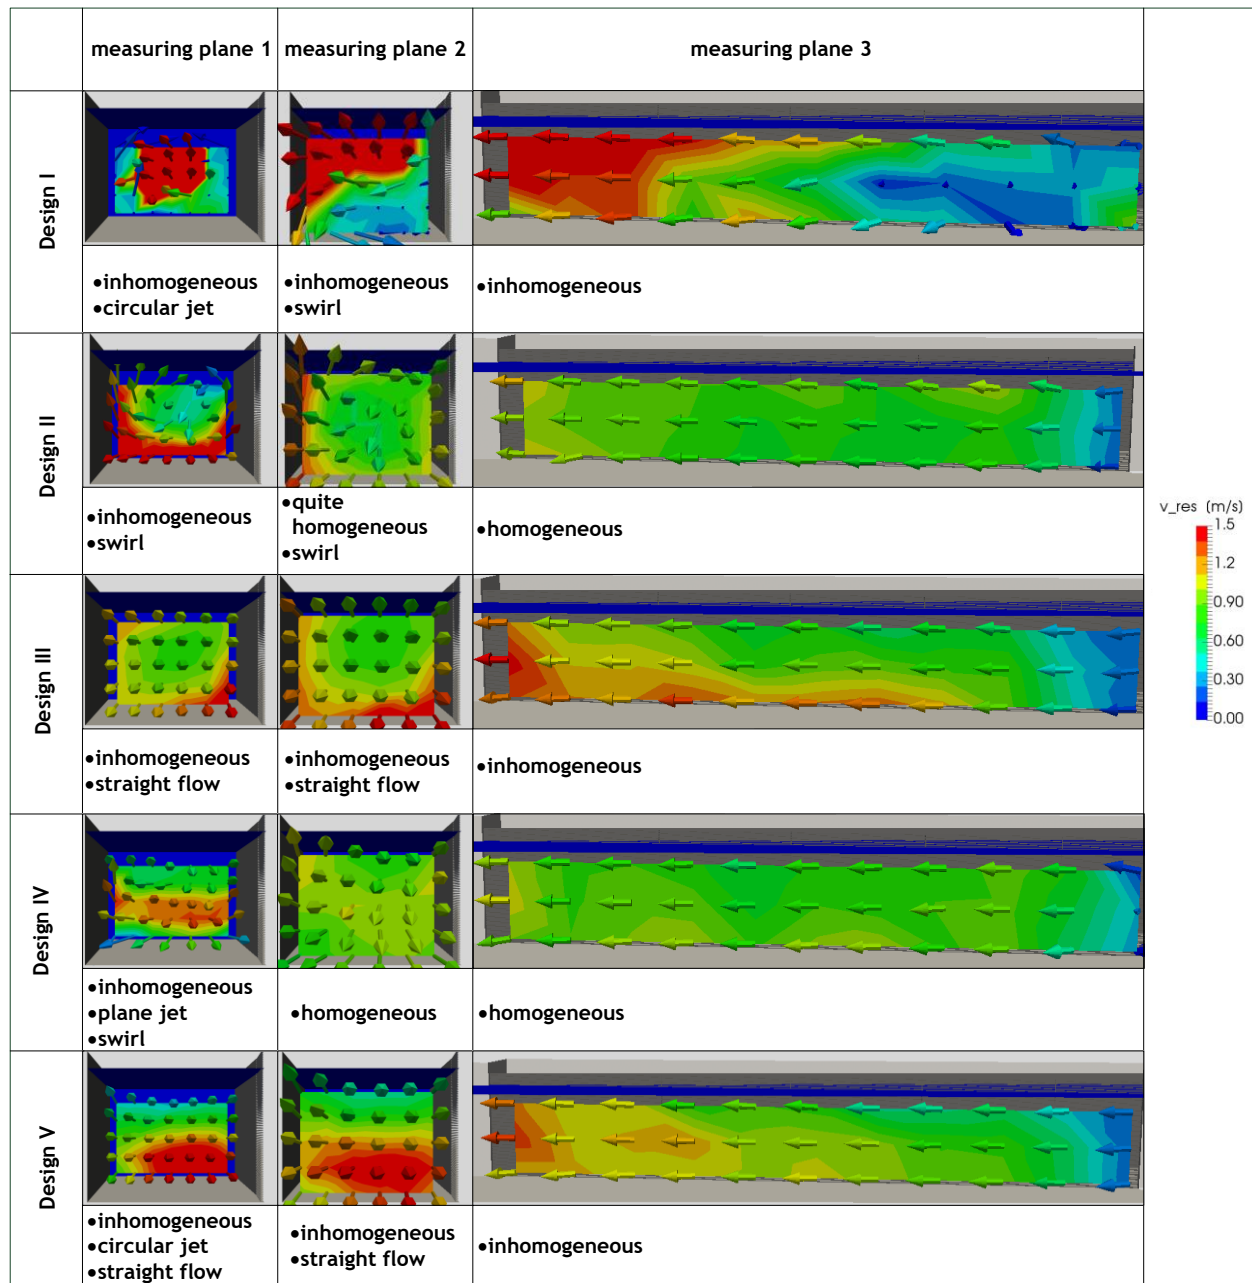 measuring plane 1 measuring plane 2 measuring plane 3
Design I
•inhomogeneous
•circular jet
•inhomogeneous
•swirl
•inhomogeneous
Design II
•inhomogeneous
•swirl
•quite
homogeneous
•swirl
•homogeneous
Design III
•inhomogeneous
•straight flow
•inhomogeneous
•straight flow
•inhomogeneous
Design IV
•inhomogeneous
•plane jet
•swirl
•homogeneous
•homogeneous
Design V
•inhomogeneous
•circular jet
•straight flow
•inhomogeneous
•straight flow
•inhomogeneous
v_res (m/s)
1.5
1.2
0.90
0.60
0.30
0.00